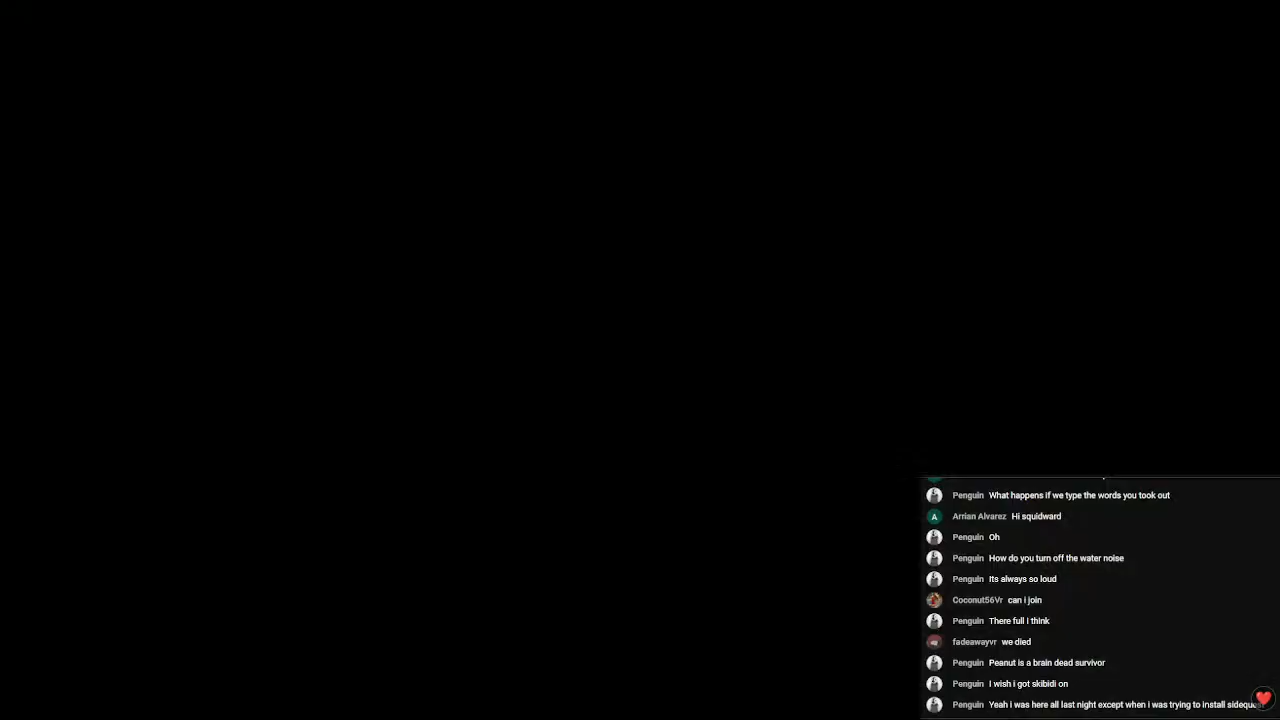 Penguin What happens if we type the words you took out
A Arrian Alvarez Hi squidward
Penguin Oh
Penguin How do you turn off the water noise
Penguin Its always so loud
Coconut56Vr can i join
Penguin There full i think
fadeawayvr we died
Penguin Peanut is a brain dead survivor
Penguin I wish i got skibidi on
Penguin Yeah i was here all last night except when i was trying to install